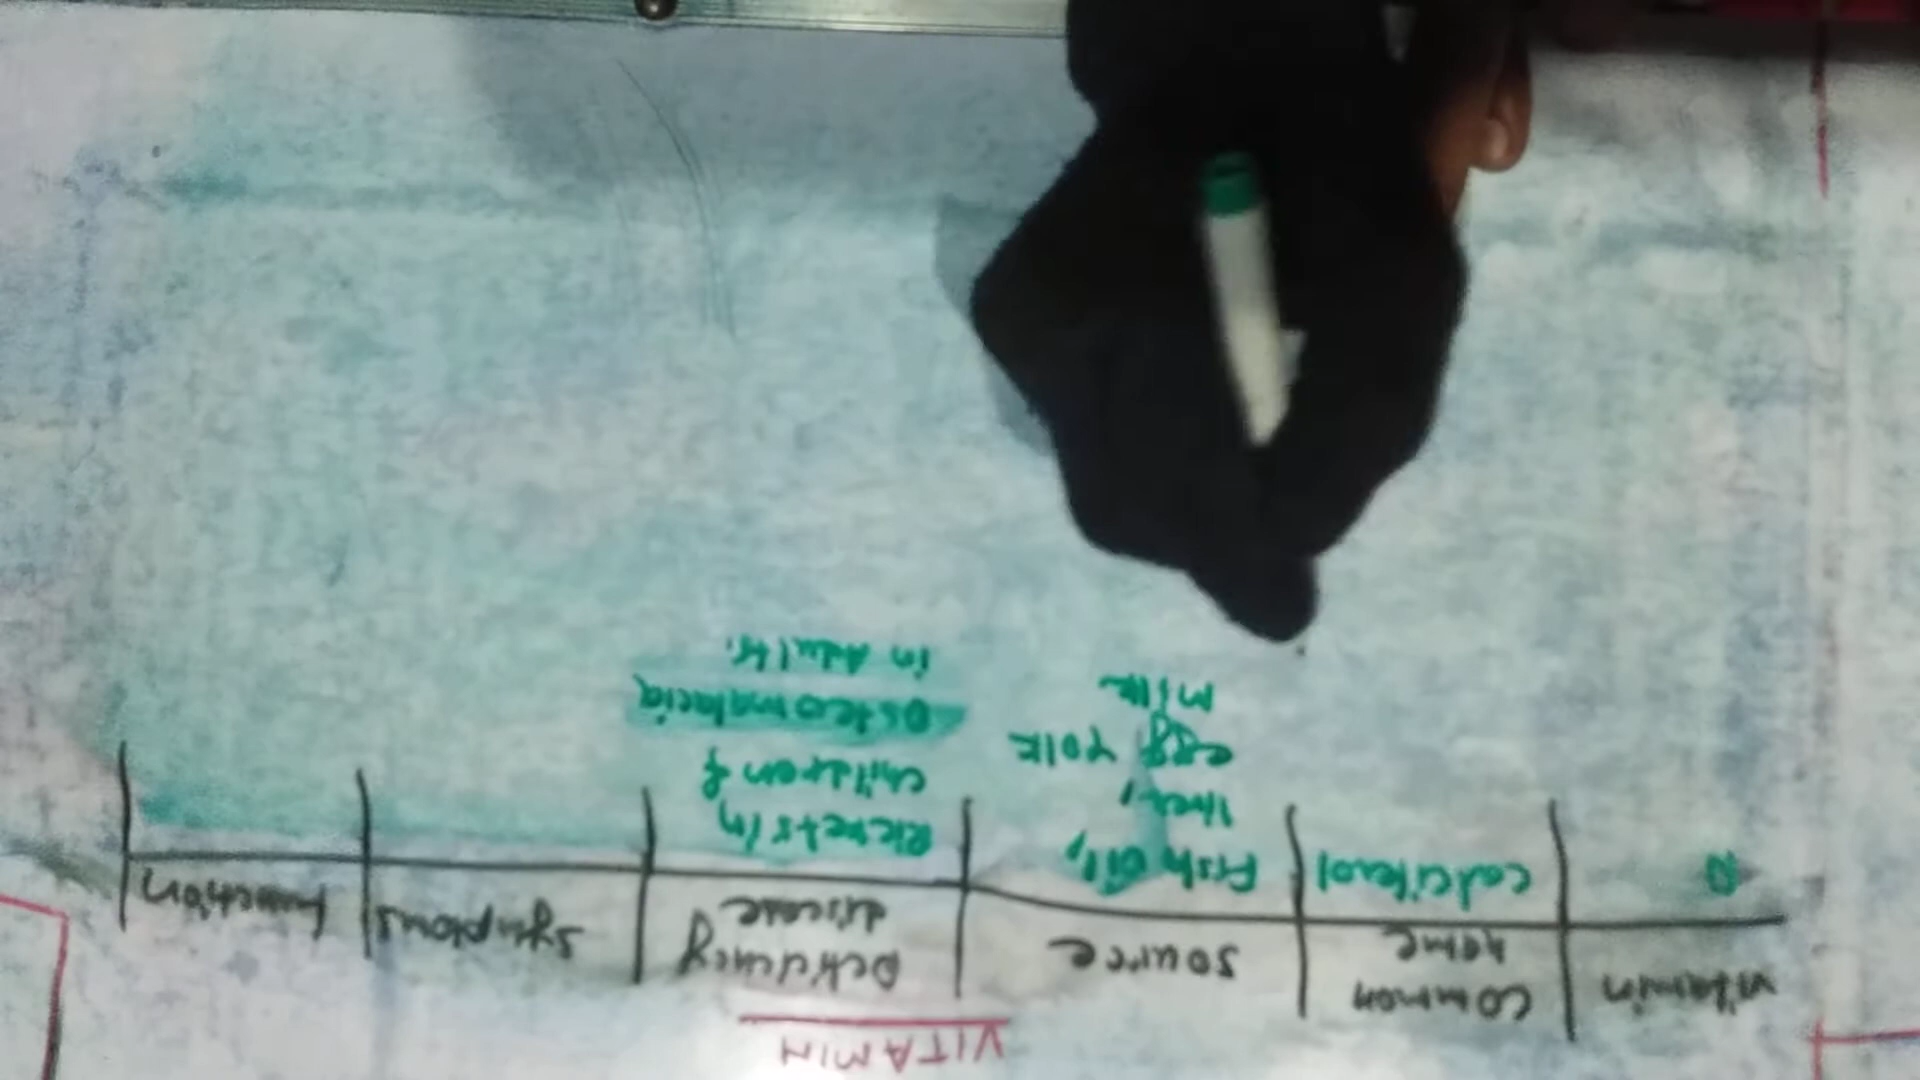 VITAMIN
vitamin
common
name
source
Deficiency
disease
symptoms
function
D
calciferol
Fish oil,
liver,
egg yolk
milk
Rickets in
children &
Osteomalacia
in Adults.